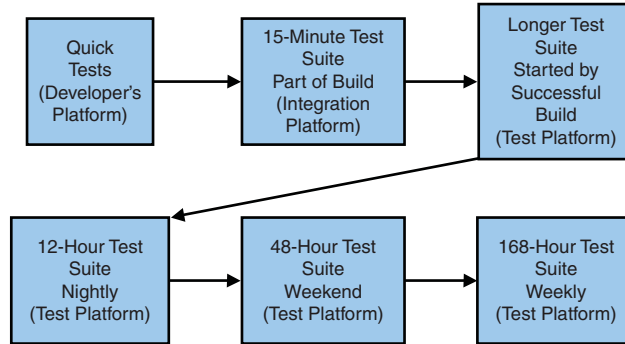 Quick
Tests
(Developer's
Platform)
15-Minute Test
Suite
Part of Build
(Integration
Platform)
Longer Test
Suite
Started by
Successful
Build
(Test Platform)
12-Hour Test
Suite
Nightly
(Test Platform)
48-Hour Test
Suite
Weekend
(Test Platform)
168-Hour Test
Suite
Weekly
(Test Platform)